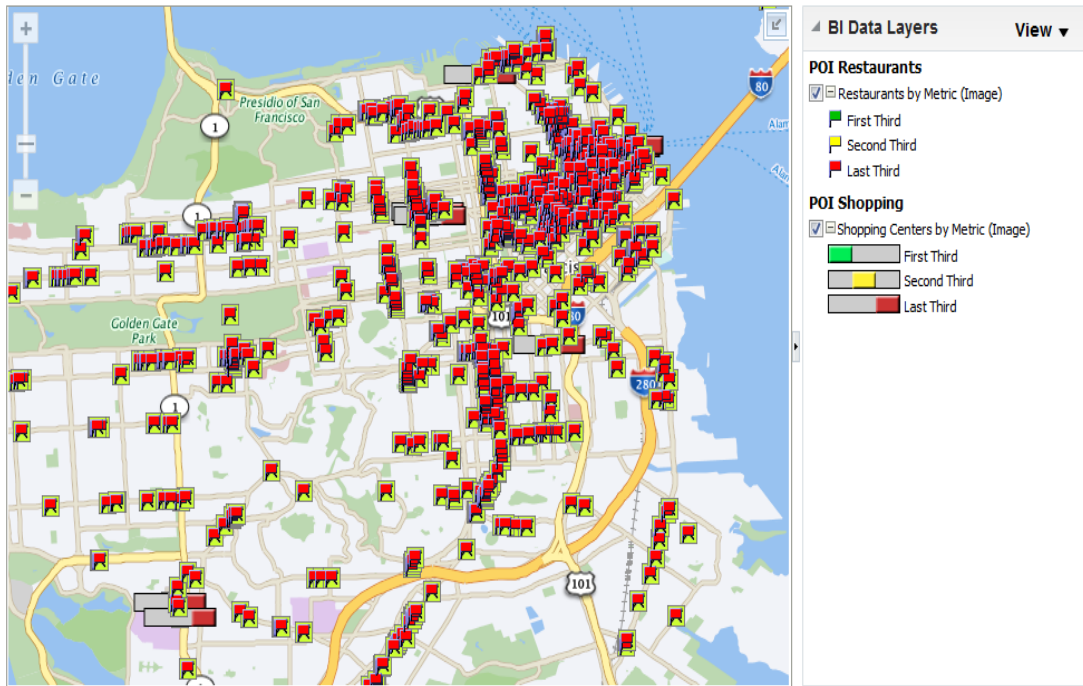 den Gate
Presidio of San
Francisco
1
80
1
Golden Gate
Park
101
80
280
1
101
BI Data Layers
View
POI Restaurants
Restaurants by Metric (Image)
First Third
Second Third
Last Third
POI Shopping
Shopping Centers by Metric (Image)
First Third
Second Third
Last Third